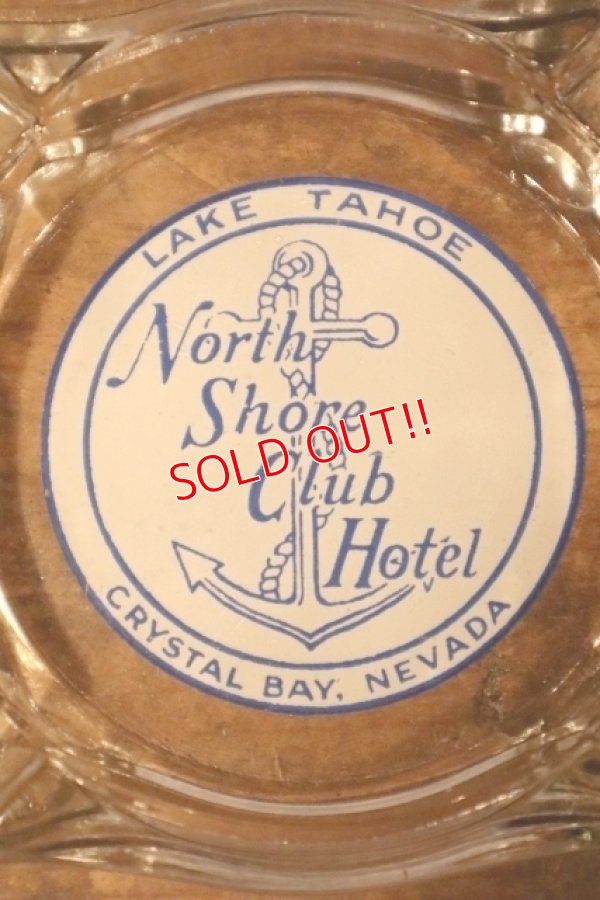 LAKE TAHOE
North
Shore
Club
Hotel
CRYSTAL BAY, NEVADA
SOLD OUT!!